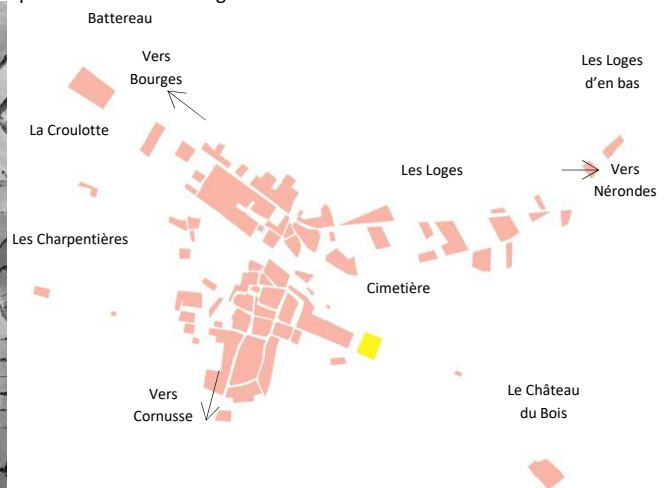 Battereau
Vers
Bourges
Les Loges
d'en bas
La Croulotte
Les Loges
Vers
Nérondes
Les Charpentières
Cimetière
Vers
Cornusse
Le Château
du Bois